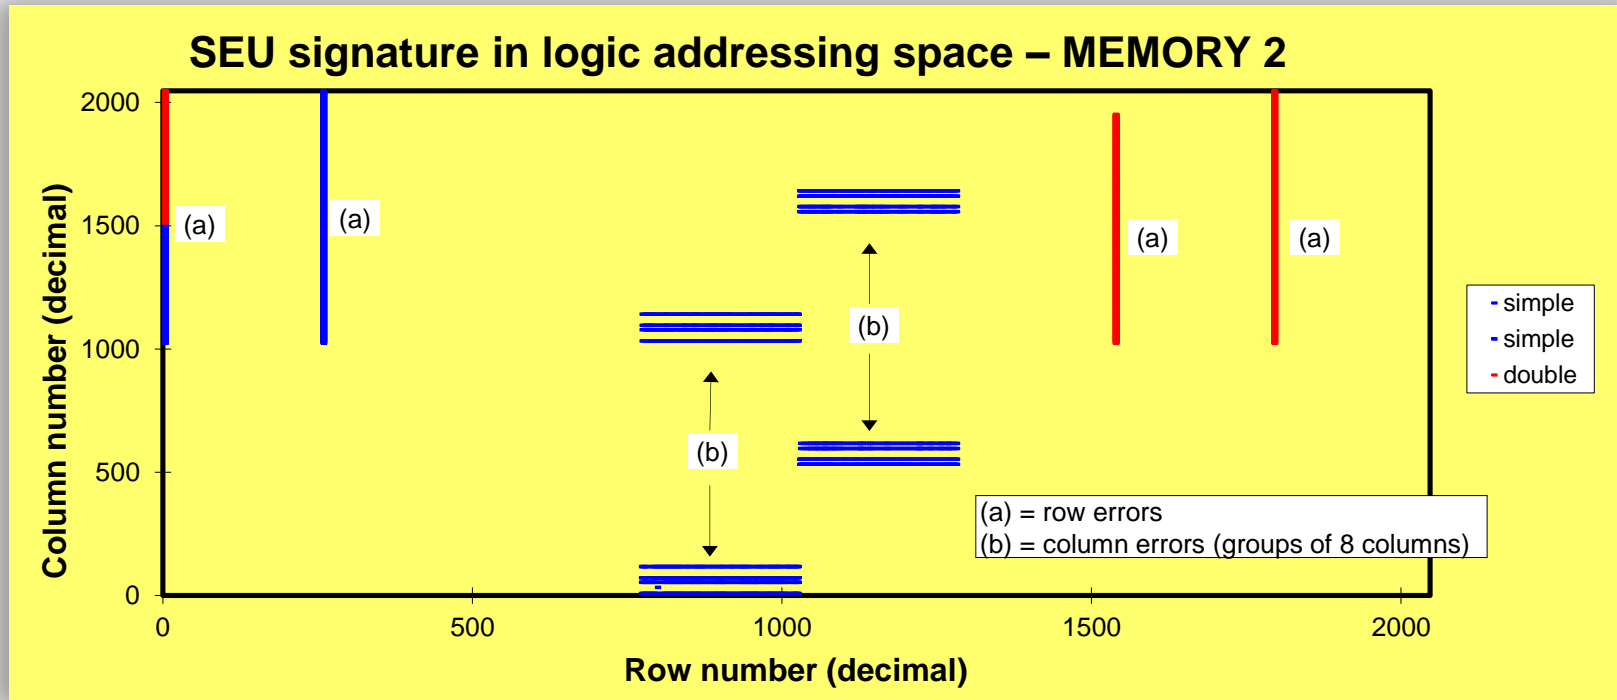 SEU signature in logic addressing space – MEMORY 2
Column number (decimal)
2000
1500
1000
500
0
(a)
(a)
(b)
(b)
(a)
(a)
simple
simple
double
(a) = row errors
(b) = column errors (groups of 8 columns)
0
500
1000
1500
2000
Row number (decimal)